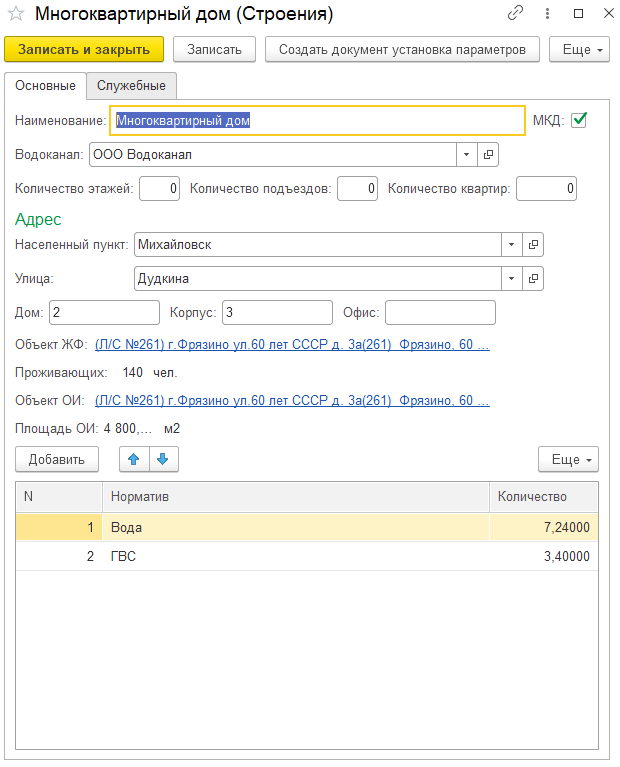 Многоквартирный дом (Строения)
Записать и закрыть Записать Создать документ установка параметров Еще
Основные Служебные
Наименование: Многоквартирный дом МКД:
Водоканал: ООО Водоканал
Количество этажей: 0 Количество подъездов: 0 Количество квартир: 0
Адрес
Населенный пункт: Михайловск
Улица: Дудкина
Дом: 2 Корпус: 3 Офис:
Объект ЖФ: (Л/С №261) г.Фрязино ул.60 лет СССР д. 3а(261) Фрязино, 60 ...
Проживающих: 140 чел.
Объект ОИ: (Л/С №261) г.Фрязино ул.60 лет СССР д. 3а(261) Фрязино, 60 ...
Площадь ОИ: 4 800,... м2
Добавить Еще
N Норматив Количество
1 Вода 7,24000
2 ГВС 3,40000